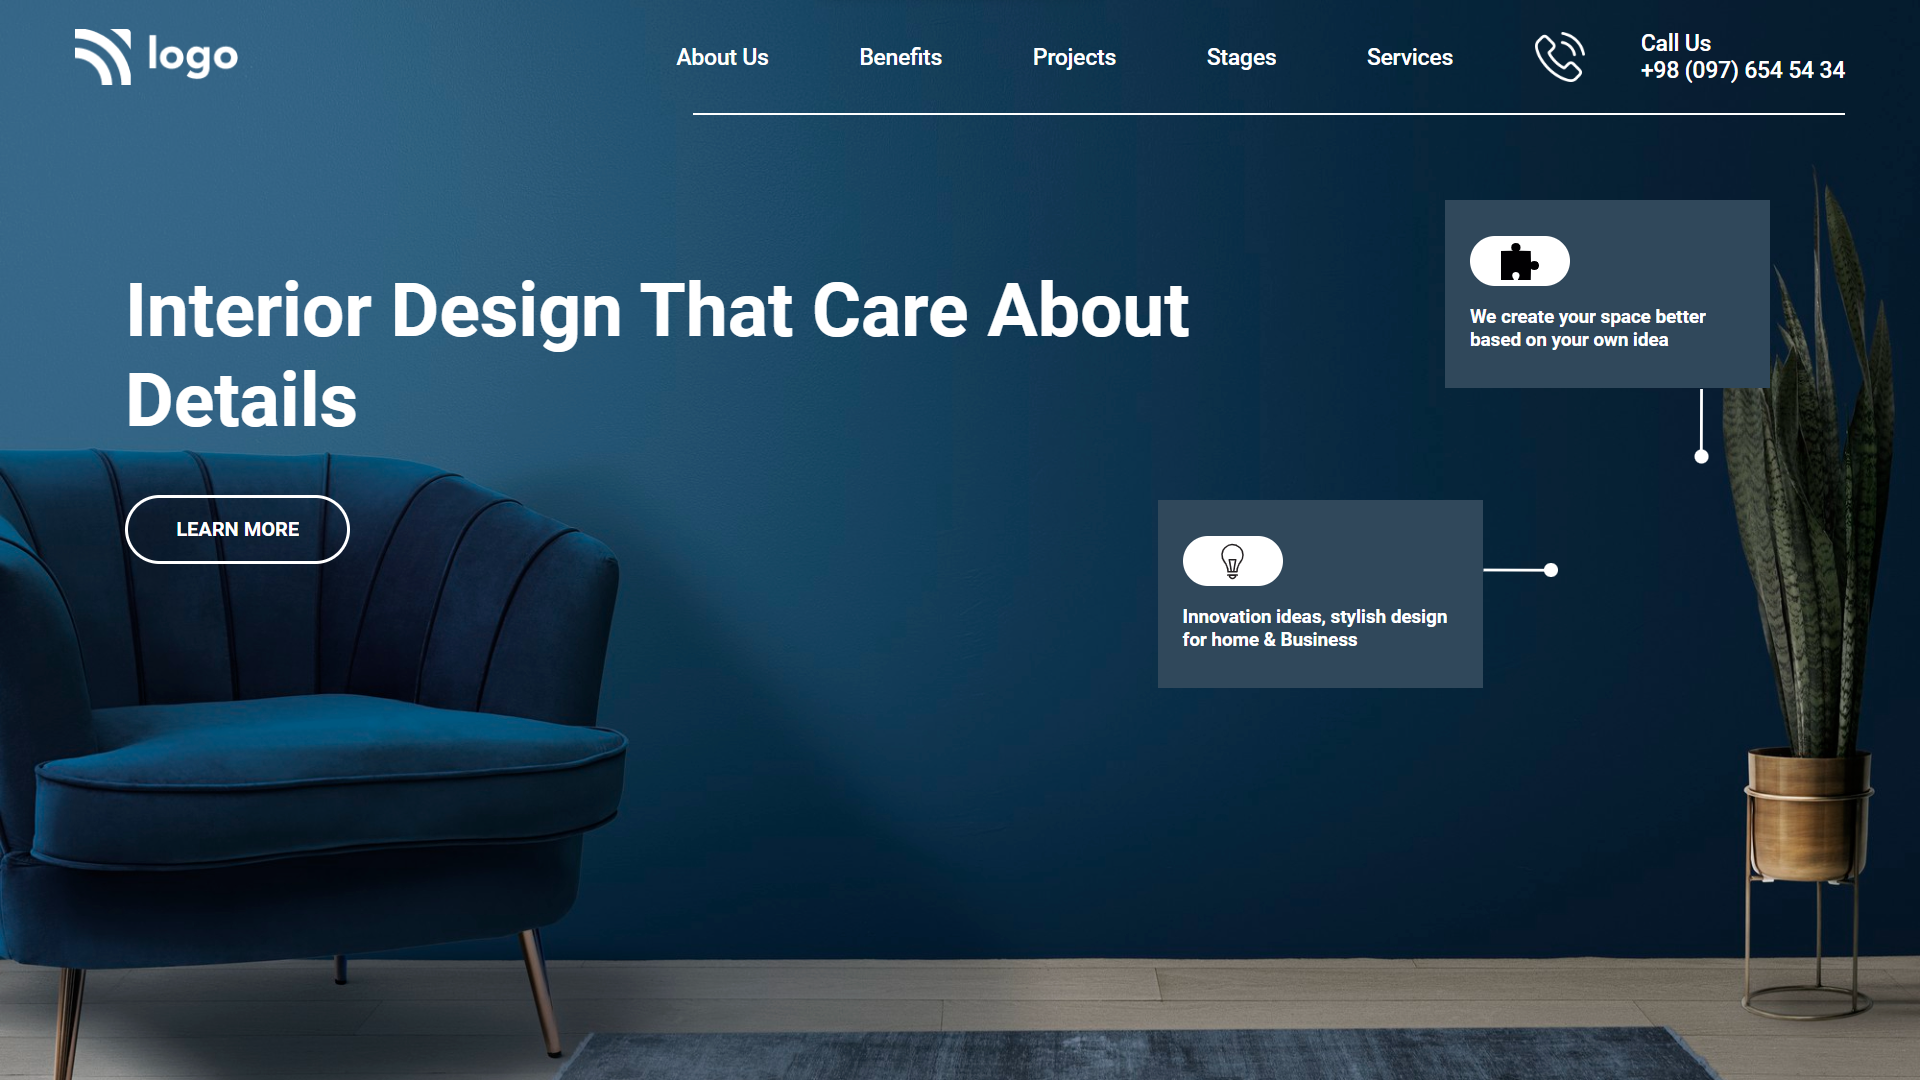 logo
About Us
Benefits
Projects
Stages
Services
Call Us
+98 (097) 654 54 34
Interior Design That Care About
Details
LEARN MORE
We create your space better
based on your own idea
Innovation ideas, stylish design
for home & Business